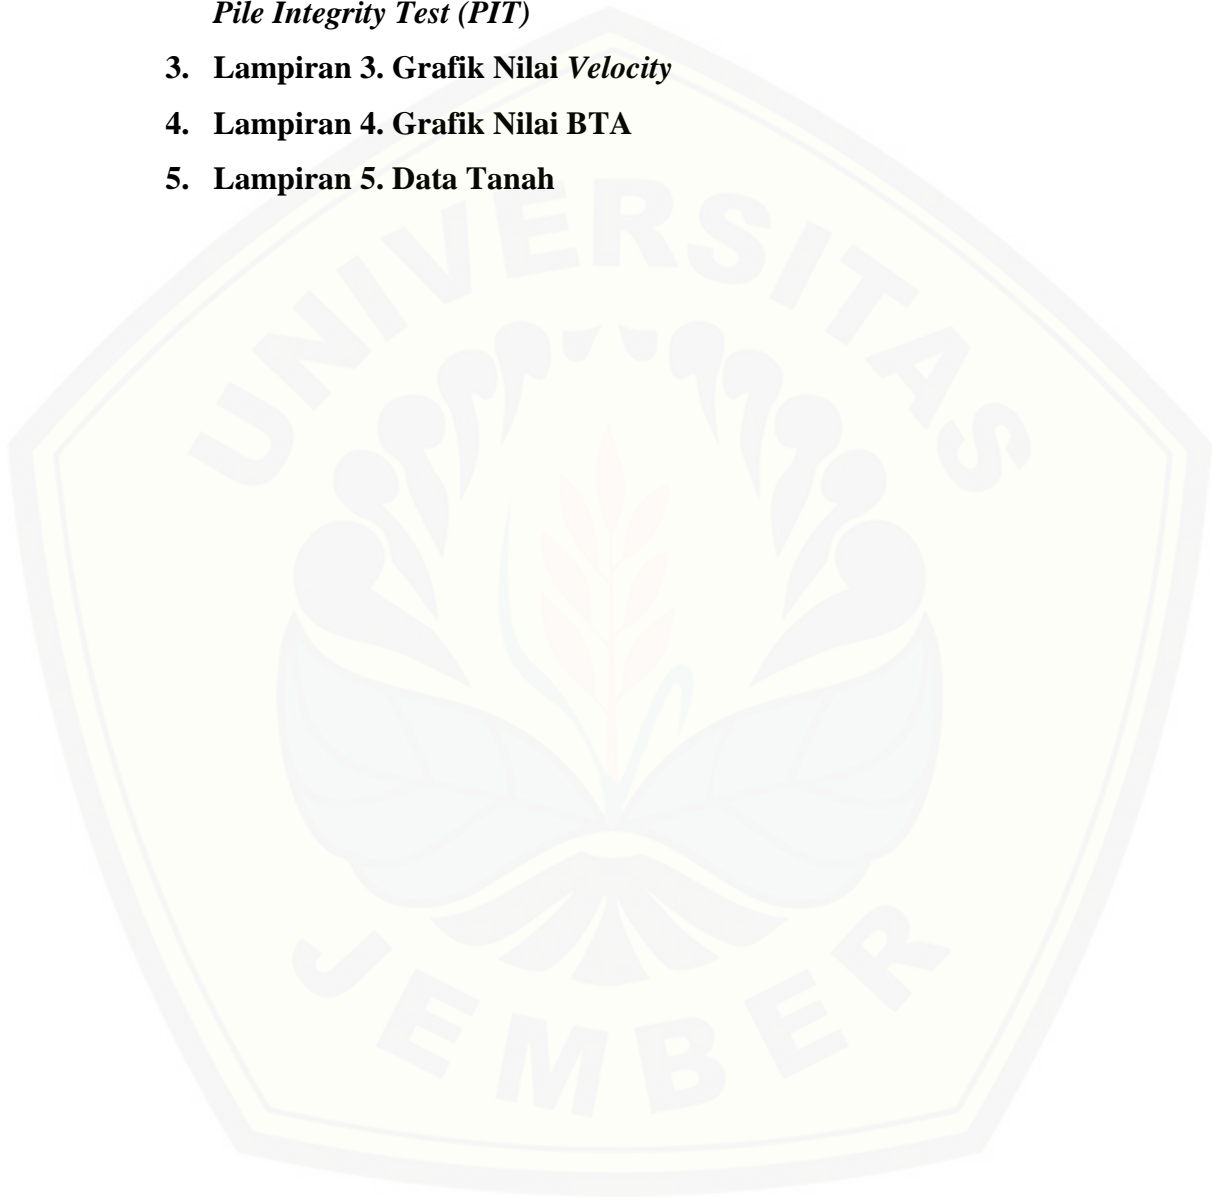 Pile Integrity Test (PIT)
3. Lampiran 3. Grafik Nilai Velocity
4. Lampiran 4. Grafik Nilai BTA
5. Lampiran 5. Data Tanah
UNIVERSITAS
JEMBER